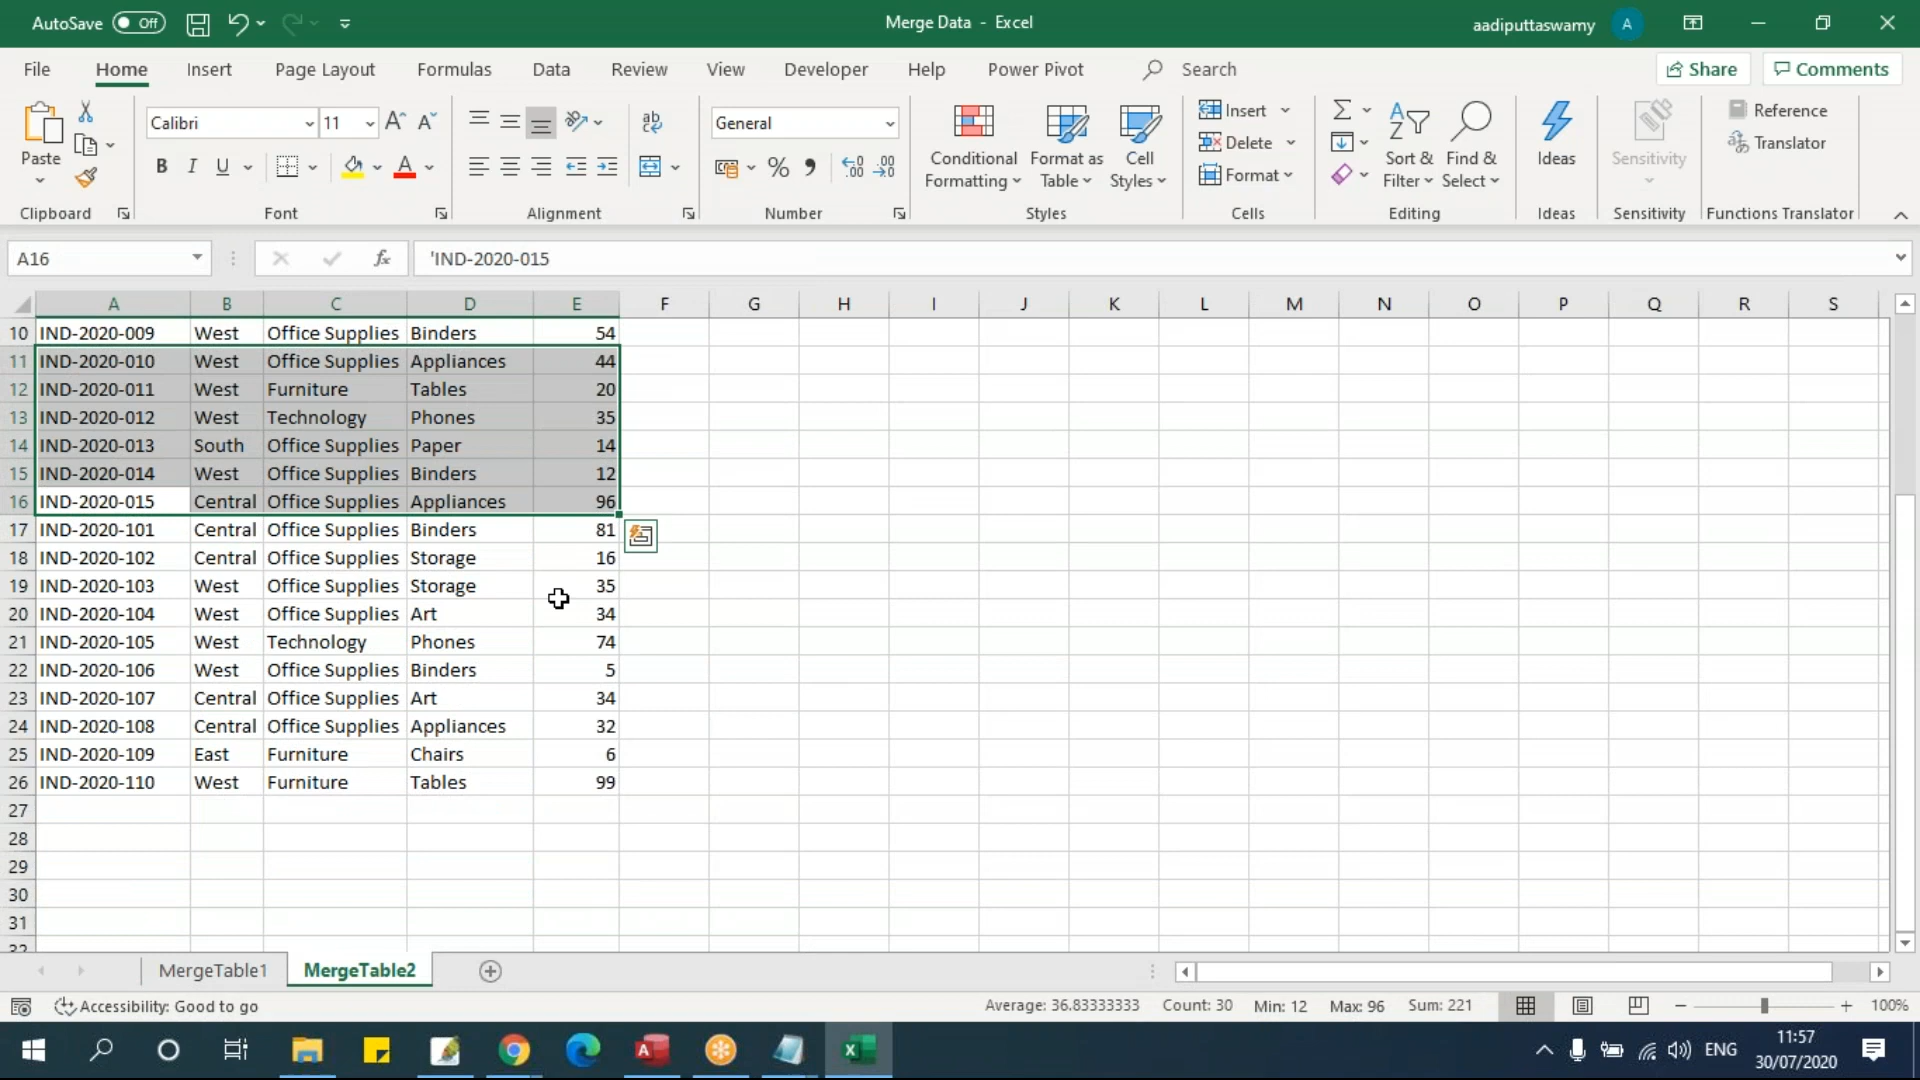 AutoSave Off Merge Data - Excel aadiputtaswamy A
File Home Insert Page Layout Formulas Data Review View Developer Help Power Pivot Search Share Comments
Paste Calibri 11 General Conditional Formatting Format as Table Cell Styles Insert Delete Format Sort & Filter Find & Select Ideas Sensitivity Reference Translator
Clipboard Font Alignment Number Styles Cells Editing Ideas Sensitivity Functions Translator
A16 fx 'IND-2020-015
A B C D E F G H I J K L M N O P Q R S
10 IND-2020-009 West Office Supplies Binders 54
11 IND-2020-010 West Office Supplies Appliances 44
12 IND-2020-011 West Furniture Tables 20
13 IND-2020-012 West Technology Phones 35
14 IND-2020-013 South Office Supplies Paper 14
15 IND-2020-014 West Office Supplies Binders 12
16 IND-2020-015 Central Office Supplies Appliances 96
17 IND-2020-101 Central Office Supplies Binders 81
18 IND-2020-102 Central Office Supplies Storage 16
19 IND-2020-103 West Office Supplies Storage 35
20 IND-2020-104 West Office Supplies Art 34
21 IND-2020-105 West Technology Phones 74
22 IND-2020-106 West Office Supplies Binders 5
23 IND-2020-107 Central Office Supplies Art 34
24 IND-2020-108 Central Office Supplies Appliances 32
25 IND-2020-109 East Furniture Chairs 6
26 IND-2020-110 West Furniture Tables 99
27
28
29
30
31
32
MergeTable1 MergeTable2
Accessibility: Good to go Average: 36.83333333 Count: 30 Min: 12 Max: 96 Sum: 221 100%
ENG 11:57
30/07/2020